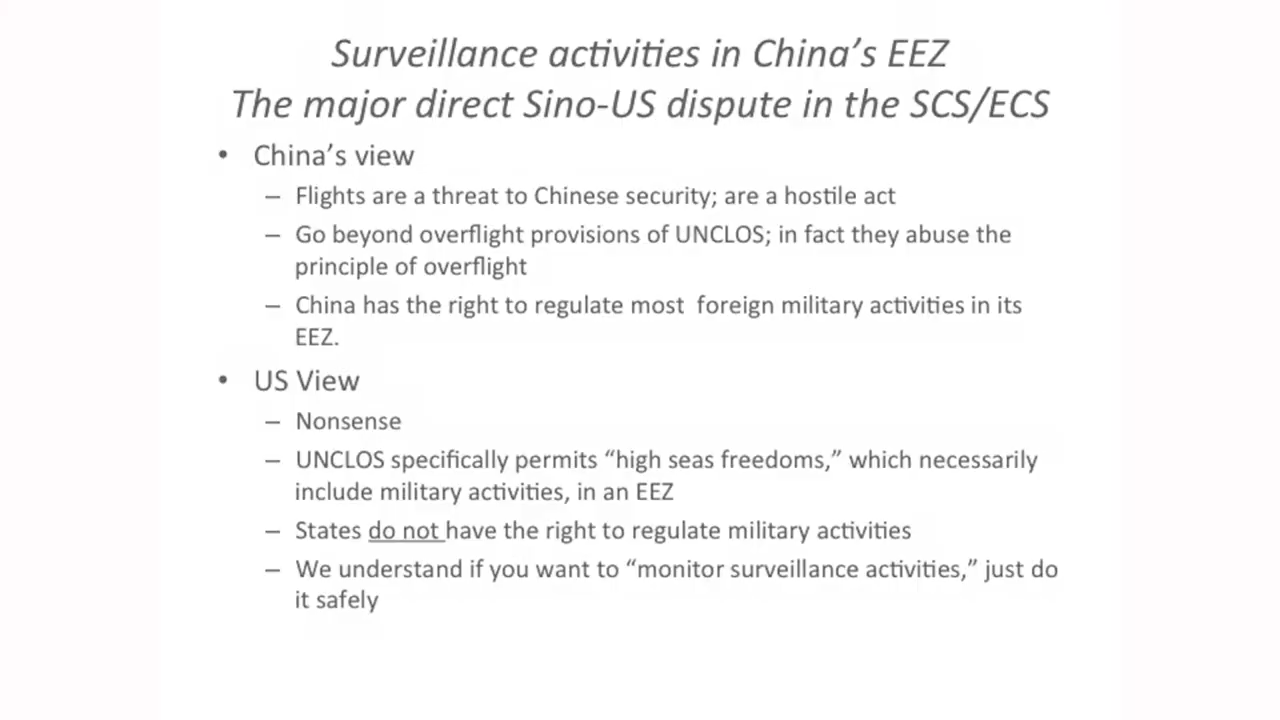 Surveillance activities in China's EEZ
The major direct Sino-US dispute in the SCS/ECS
• China's view
– Flights are a threat to Chinese security; are a hostile act
– Go beyond overflight provisions of UNCLOS; in fact they abuse the
principle of overflight
– China has the right to regulate most  foreign military activities in its
EEZ.
• US View
– Nonsense
– UNCLOS specifically permits “high seas freedoms,” which necessarily
include military activities, in an EEZ
– States do not have the right to regulate military activities
– We understand if you want to “monitor surveillance activities,” just do
it safely